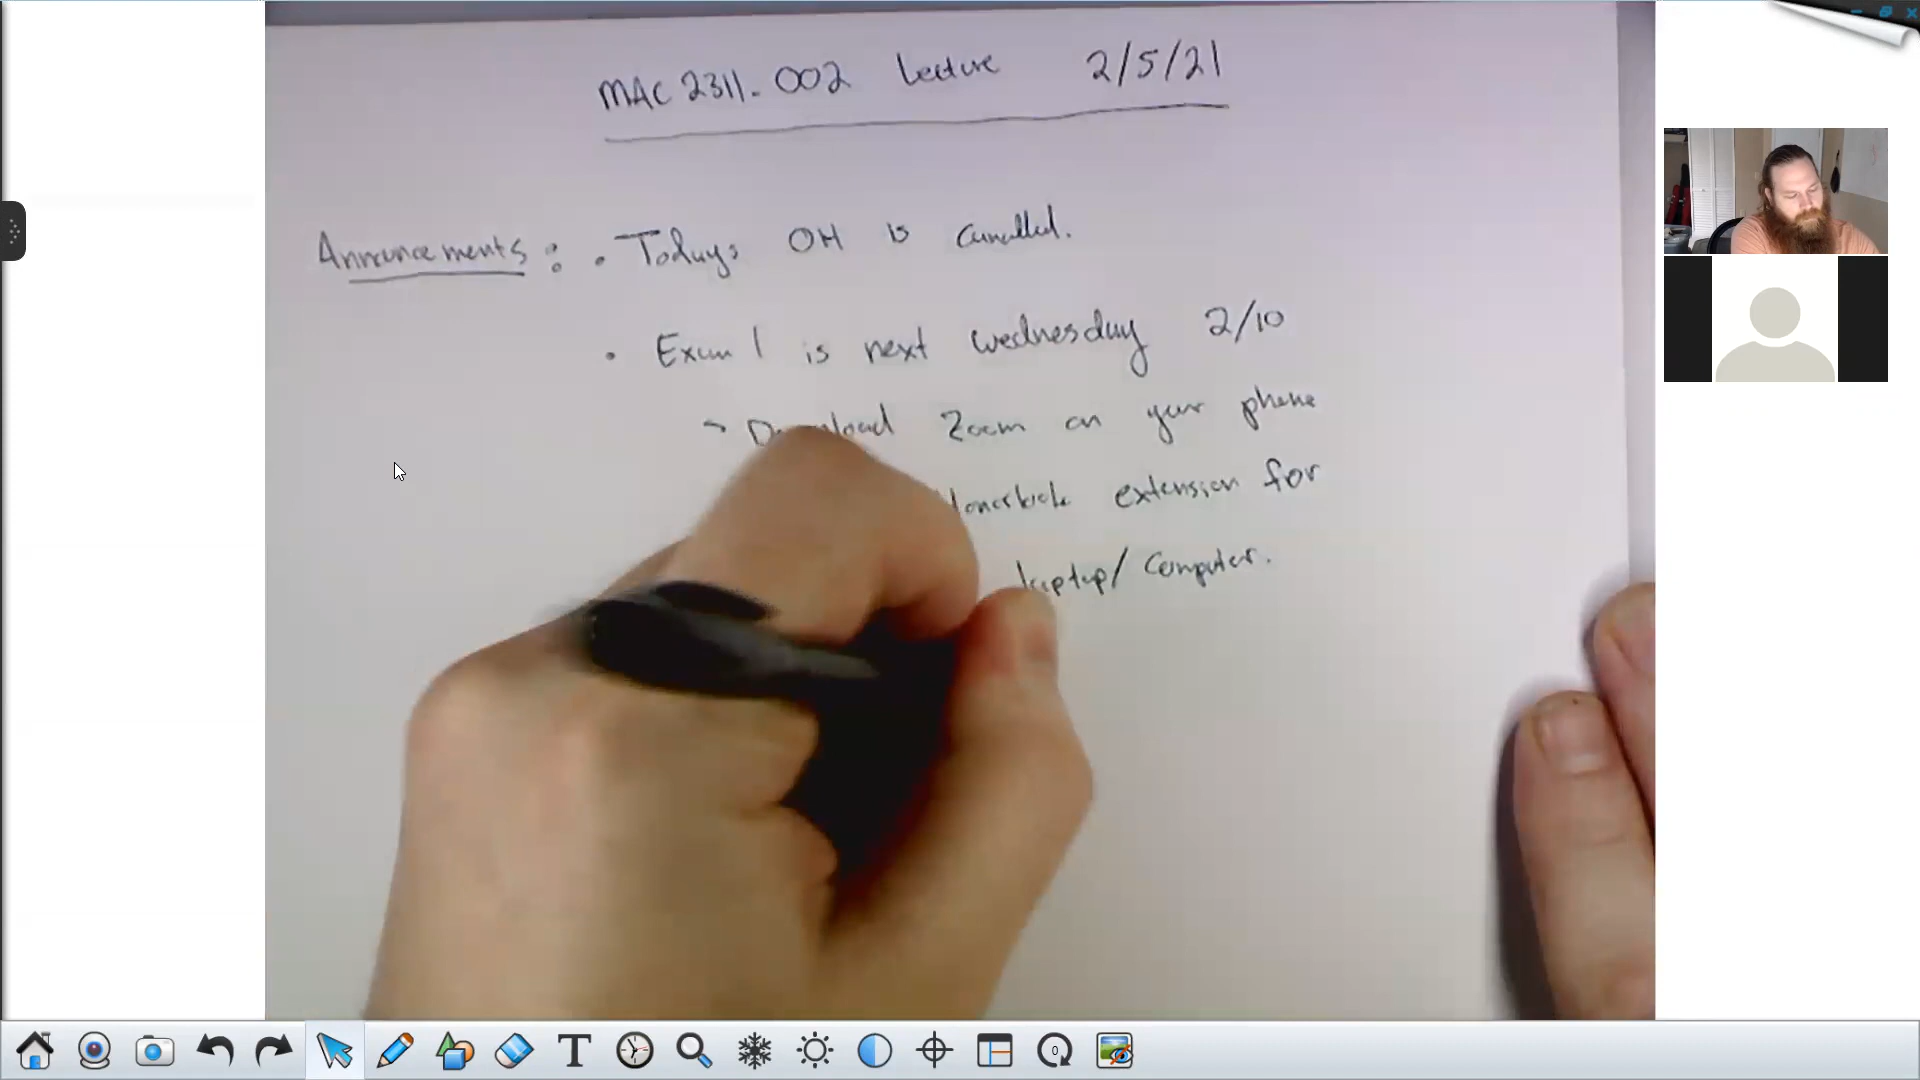 MAC 2311.002 Lecture 2/5/21
Announcements: • Todays OH is cancelled.
• Exam 1 is next Wednesday 2/10
Zoom on your phone
extension for
laptop/Computer.
T
0